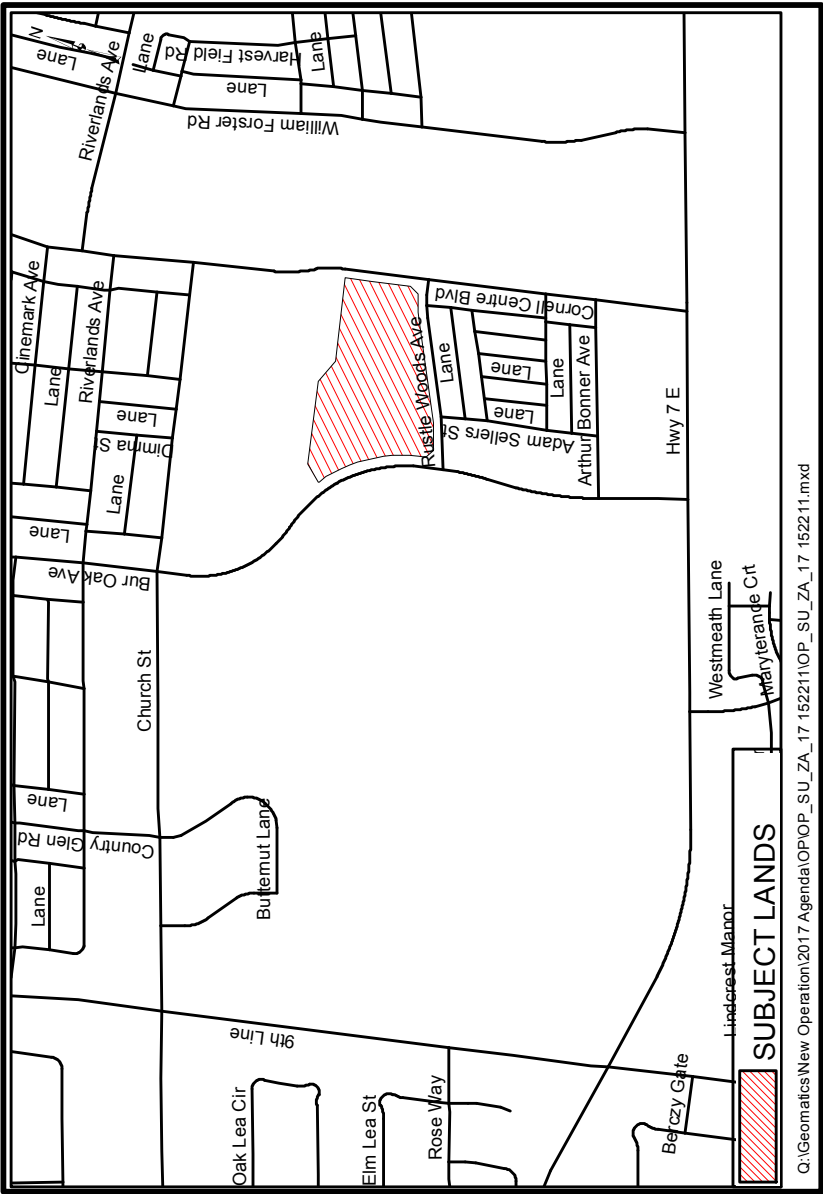 N
Lane
Riverlands Ave
Lane
Harvest Field Rd
Lane
Lane
William Forster Rd
Cinemark Ave
Lane
Riverlands Ave
Lane
Dimma St
Lane
Lane
Bur Oak Ave
Church St
Lane
Country Glen Rd
Lane
Butternut Lane
Rustle Woods Ave
Cornell Centre Blvd
Lane
Lane
Lane
Lane
Adam Sellers St
Arthur Bonner Ave
Hwy 7 E
Westmeath Lane
Maryterance Crt
9th Line
Oak Lea Cir
Elm Lea St
Rose Way
Berczy Gate
Lindcrest Manor
SUBJECT LANDS
Q:\Geomatics\New Operation\2017 Agenda\OP\OP_SU_ZA_17 152211\OP_SU_ZA_17 152211.mxd